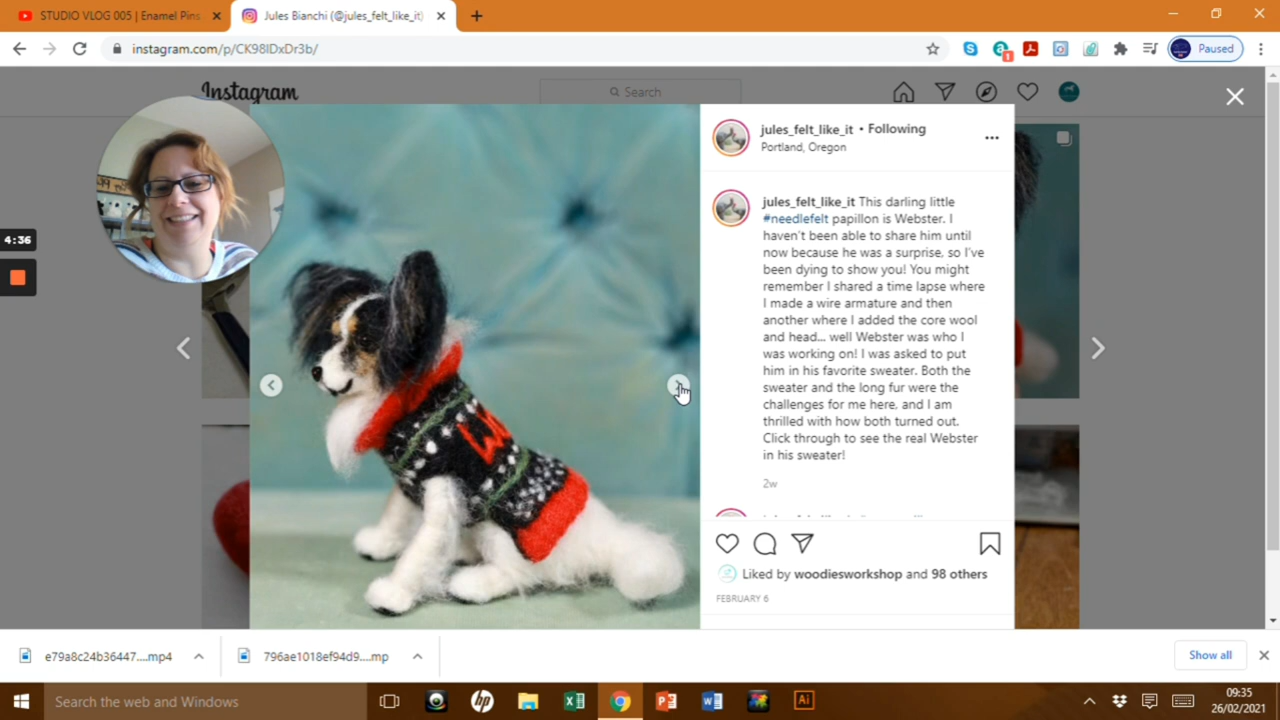 STUDIO VLOG 005 | Enamel Pins
Jules Bianchi (@jules_felt_like_it)
instagram.com/p/CK98IDxDr3b/
1
Paused
Instagram
Search
4:36
jules_felt_like_it • Following
Portland, Oregon
jules_felt_like_it This darling little
#needlefelt papillon is Webster. I
haven't been able to share him until
now because he was a surprise, so I've
been dying to show you! You might
remember I shared a time lapse where
I made a wire armature and then
another where I added the core wool
and head... well Webster was who I
was working on! I was asked to put
him in his favorite sweater. Both the
sweater and the long fur were the
challenges for me here, and I am
thrilled with how both turned out.
Click through to see the real Webster
in his sweater!
2w
W
Liked by woodiesworkshop and 98 others
FEBRUARY 6
e79a8c24b36447....mp4
796ae1018ef94d9....mp
Show all
Search the web and Windows
hp
Ai
09:35
26/02/2021